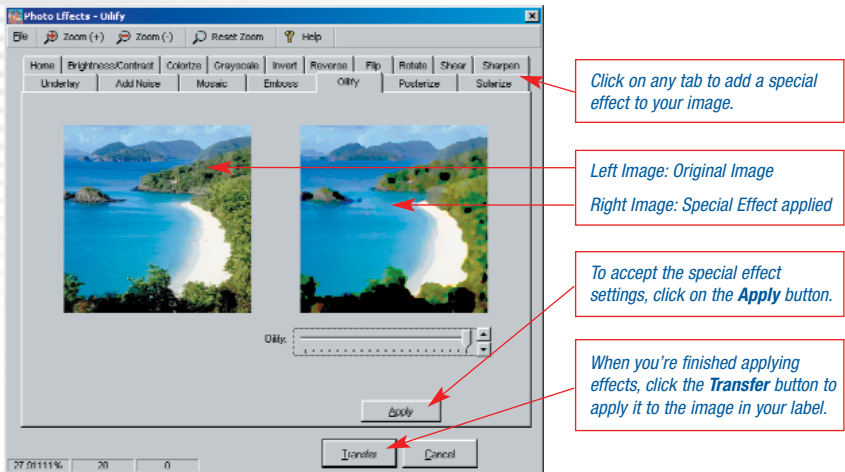 Photo Effects - Oilify
File Zoom (+) Zoom (-) Reset Zoom Help
Home Brightness/Contrast Colorize Grayscale Invert Reverse Flip Rotate Shear Sharpen
Underlay Add Noise Mosaic Emboss Oilify Posterize Solarize
Click on any tab to add a special
effect to your image.
Left Image: Original Image
Right Image: Special Effect applied
To accept the special effect
settings, click on the Apply button.
Oilify:
When you're finished applying
effects, click the Transfer button to
apply it to the image in your label.
Apply
Transfer Cancel
27.91111% 20 0